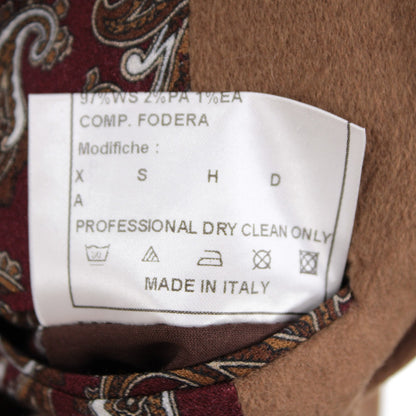 97%WS 2%PA 1%EA
COMP. FODERA
Modifiche :
X S H D
A
PROFESSIONAL DRY CLEAN ONLY
MADE IN ITALY